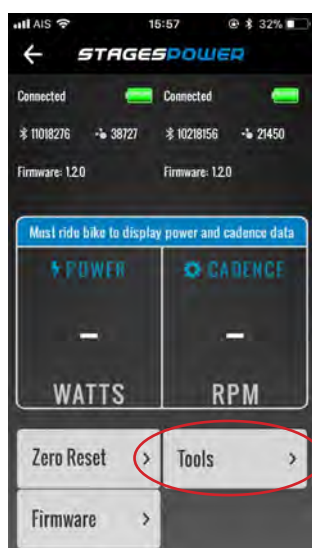 AIS 15:57 32%
STAGESPOWER
Connected Connected
11018276 38727 10218156 21450
Firmware: 1.2.0 Firmware: 1.2.0
Must ride bike to display power and cadence data
POWER CADENCE
– –
WATTS RPM
Zero Reset > Tools >
Firmware >